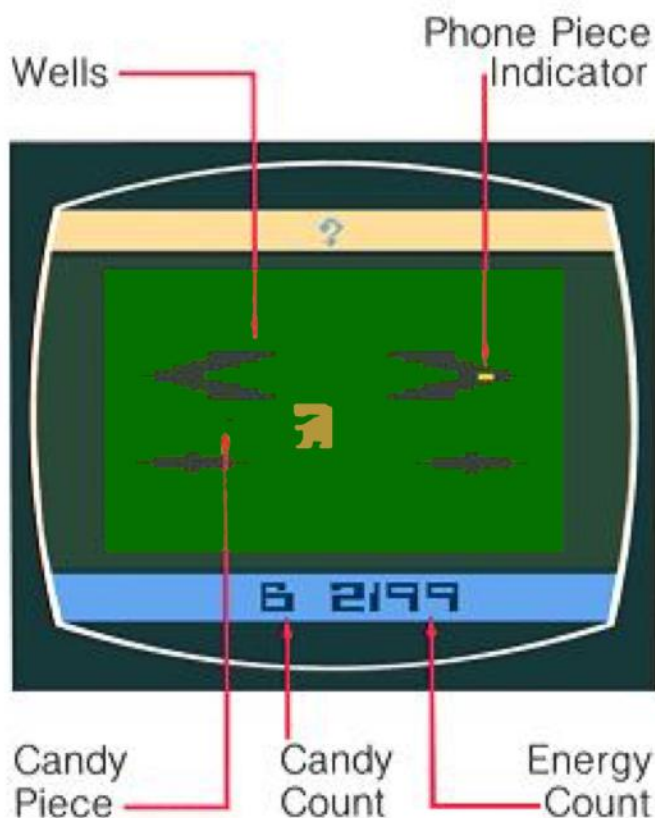 Phone Piece
Wells
Indicator
?
6 2199
Candy
Piece
Candy
Count
Energy
Count